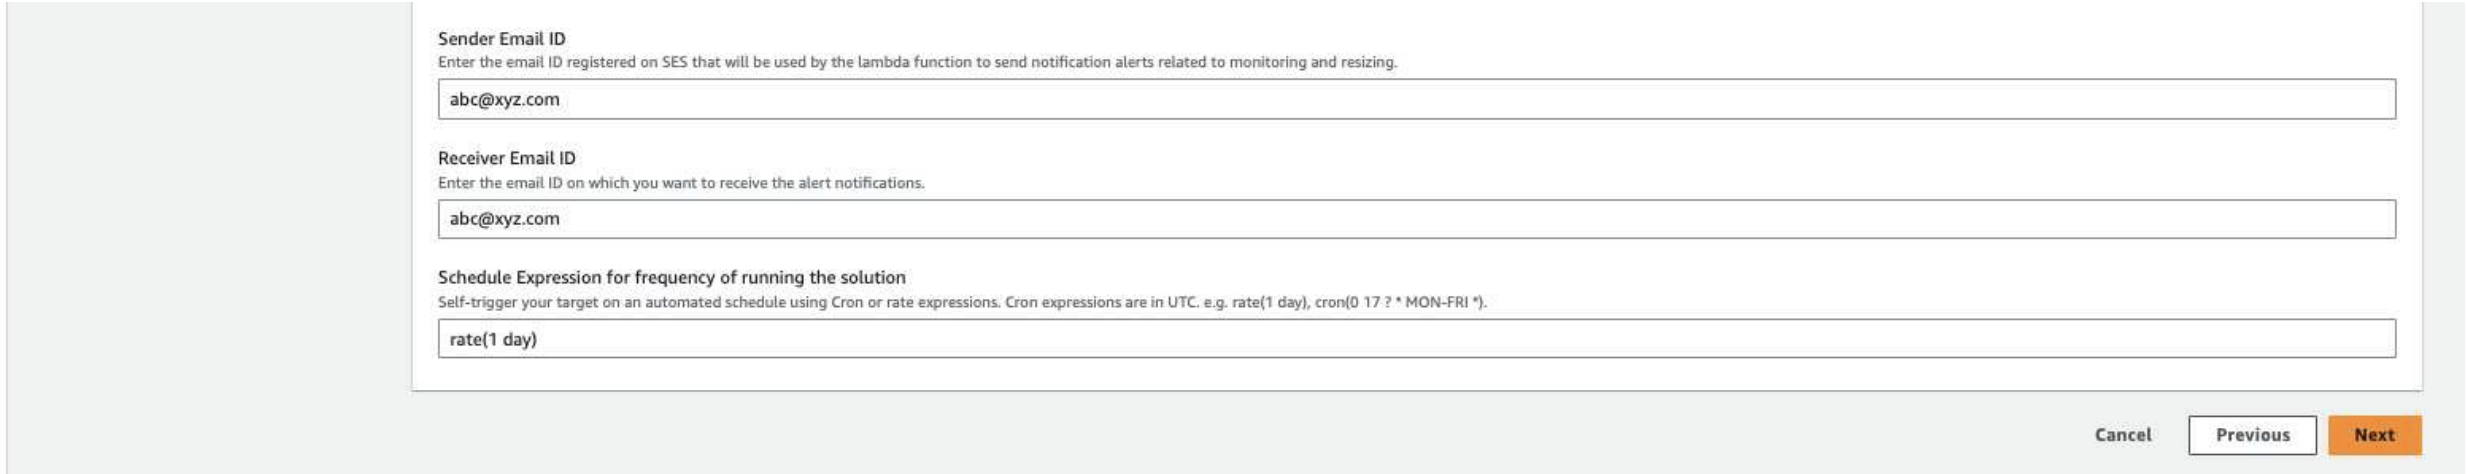 Sender Email ID
Enter the email ID registered on SES that will be used by the lambda function to send notification alerts related to monitoring and resizing.
abc@xyz.com
Receiver Email ID
Enter the email ID on which you want to receive the alert notifications.
abc@xyz.com
Schedule Expression for frequency of running the solution
Self-trigger your target on an automated schedule using Cron or rate expressions. Cron expressions are in UTC. e.g. rate(1 day), cron(0 17 ? * MON-FRI *).
rate(1 day)
Cancel Previous Next